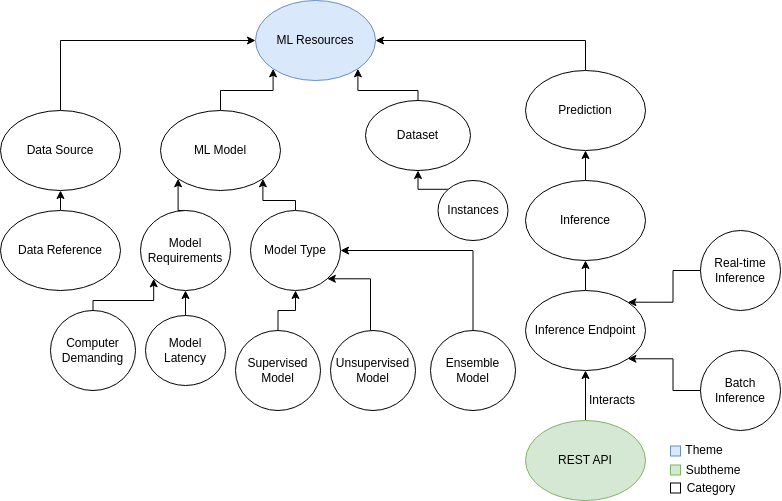 ML Resources
Prediction
Data Source
ML Model
Dataset
Instances
Inference
Data Reference
Model
Requirements
Model Type
Real-time
Inference
Inference Endpoint
Computer
Demanding
Model
Latency
Supervised
Model
Unsupervised
Model
Ensemble
Model
Batch
Inference
Interacts
REST API
Theme
Subtheme
Category